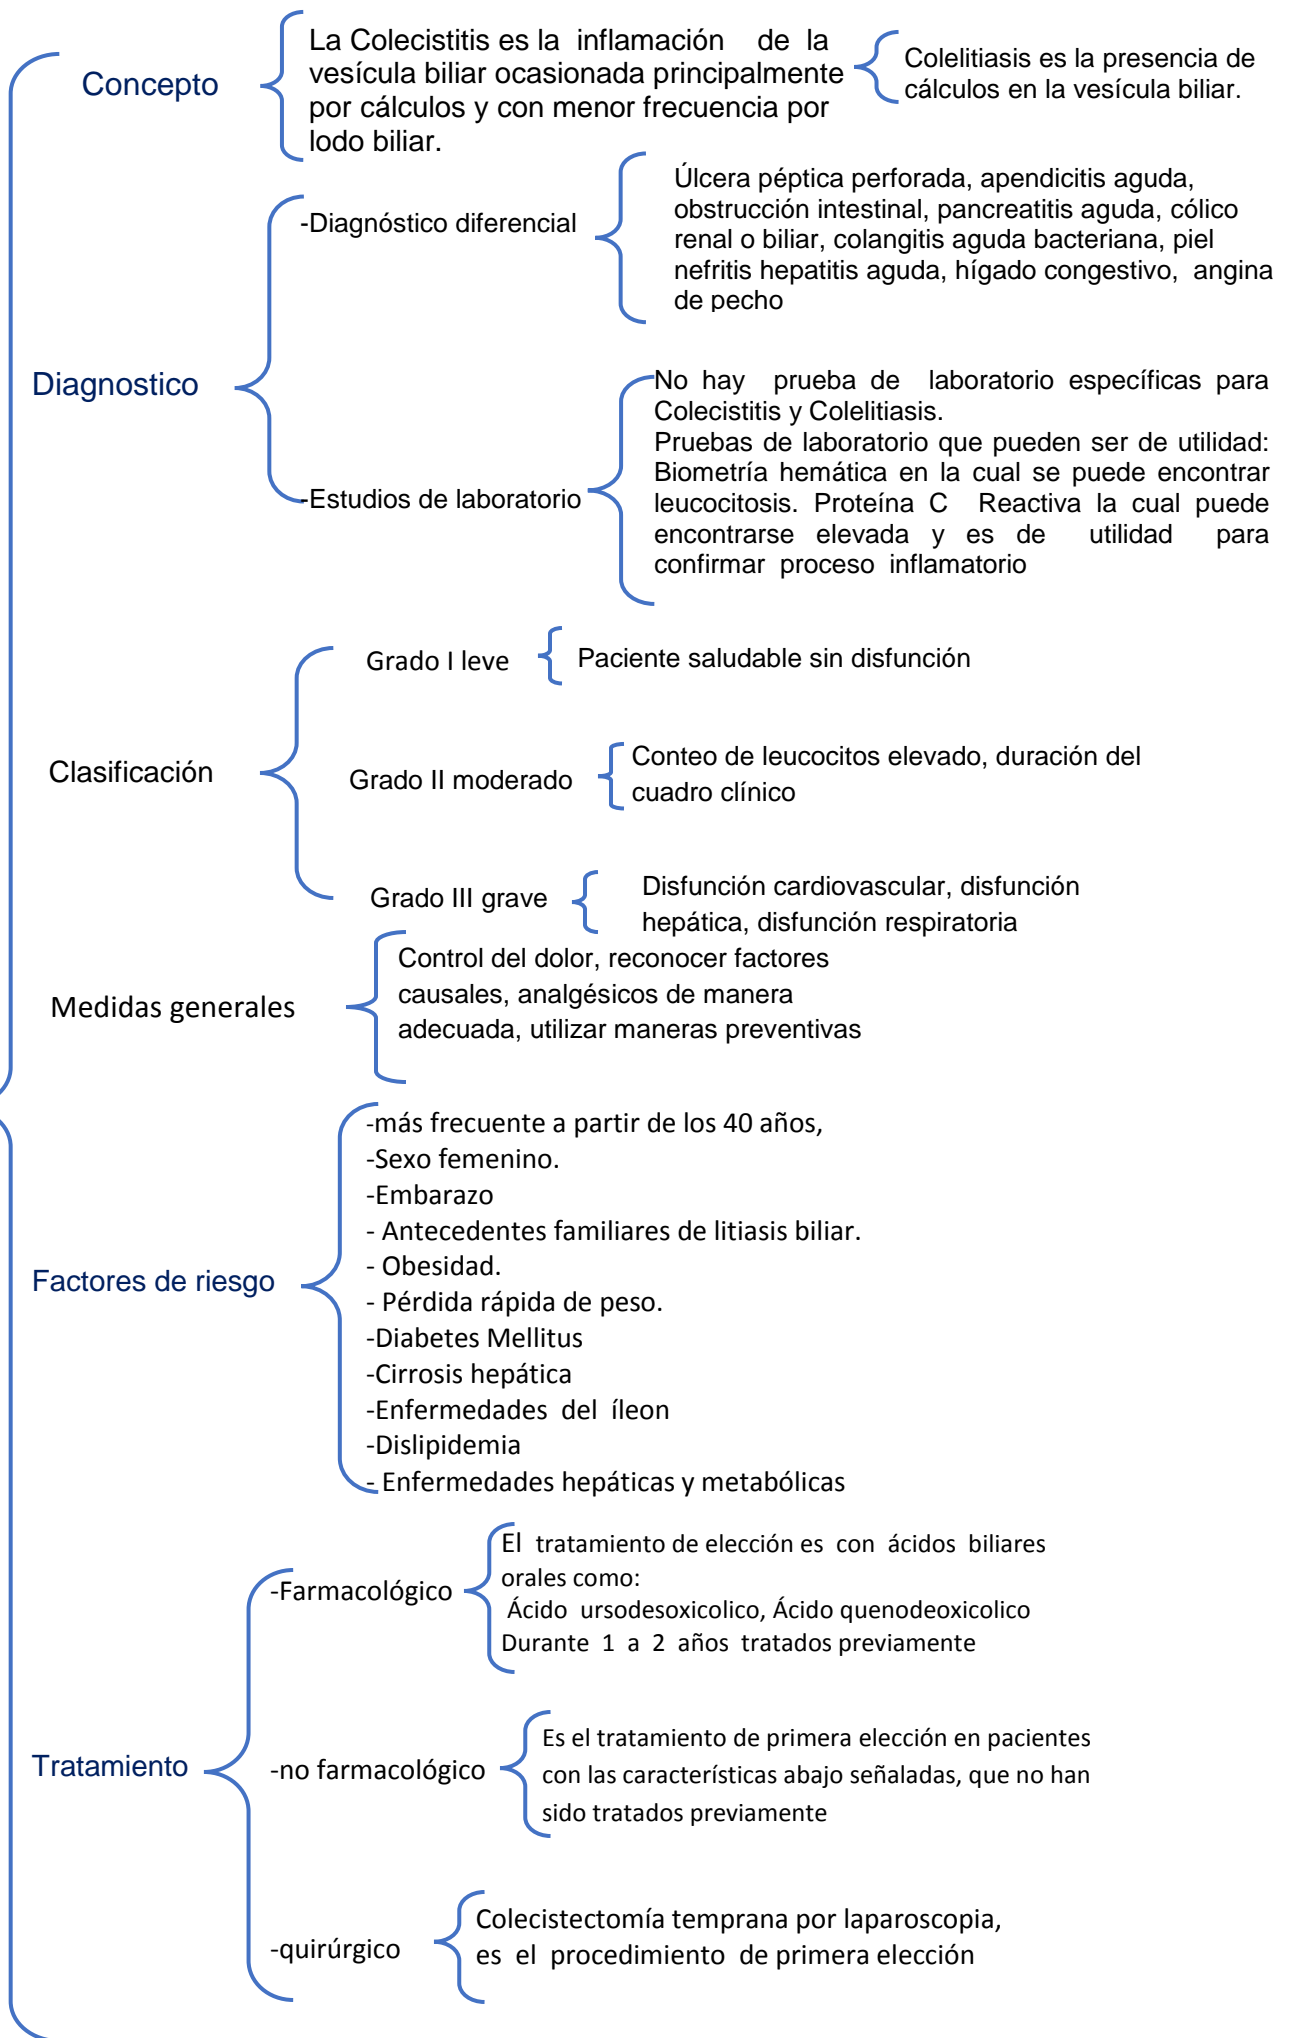 Concepto
La Colecistitis es la inflamación de la
vesícula biliar ocasionada principalmente
por cálculos y con menor frecuencia por
lodo biliar.
Colelitiasis es la presencia de
cálculos en la vesícula biliar.
Diagnostico
-Diagnóstico diferencial
Úlcera péptica perforada, apendicitis aguda,
obstrucción intestinal, pancreatitis aguda, cólico
renal o biliar, colangitis aguda bacteriana, piel
nefritis hepatitis aguda, hígado congestivo, angina
de pecho
-Estudios de laboratorio
No hay prueba de laboratorio específicas para
Colecistitis y Colelitiasis.
Pruebas de laboratorio que pueden ser de utilidad:
Biometría hemática en la cual se puede encontrar
leucocitosis. Proteína C Reactiva la cual puede
encontrarse elevada y es de utilidad para
confirmar proceso inflamatorio
Clasificación
Grado I leve
Paciente saludable sin disfunción
Grado II moderado
Conteo de leucocitos elevado, duración del
cuadro clínico
Grado III grave
Disfunción cardiovascular, disfunción
hepática, disfunción respiratoria
Medidas generales
Control del dolor, reconocer factores
causales, analgésicos de manera
adecuada, utilizar maneras preventivas
Factores de riesgo
-más frecuente a partir de los 40 años,
-Sexo femenino.
-Embarazo
- Antecedentes familiares de litiasis biliar.
- Obesidad.
- Pérdida rápida de peso.
-Diabetes Mellitus
-Cirrosis hepática
-Enfermedades del íleon
-Dislipidemia
- Enfermedades hepáticas y metabólicas
Tratamiento
-Farmacológico
El tratamiento de elección es con ácidos biliares
orales como:
Ácido ursodesoxicolico, Ácido quenodeoxicolico
Durante 1 a 2 años tratados previamente
-no farmacológico
Es el tratamiento de primera elección en pacientes
con las características abajo señaladas, que no han
sido tratados previamente
-quirúrgico
Colecistectomía temprana por laparoscopia,
es el procedimiento de primera elección